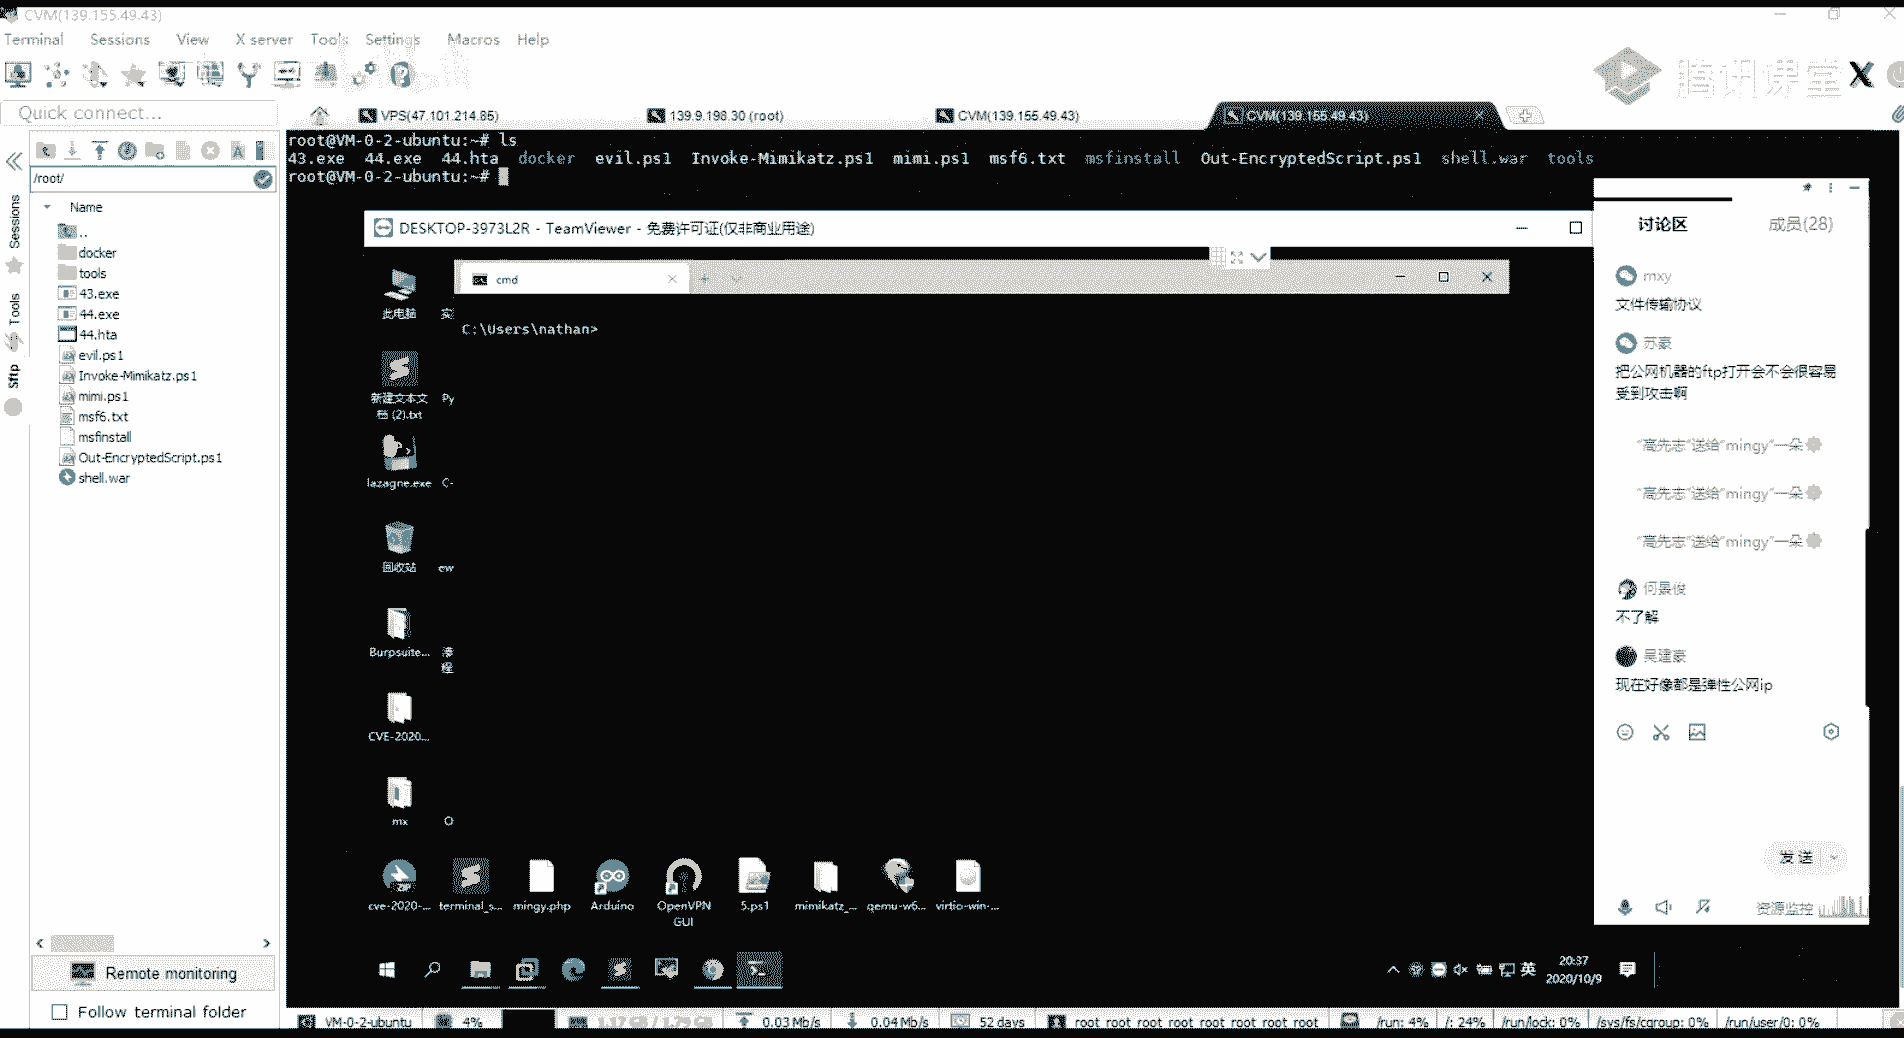 CVM(139.155.49.43)
Terminal Sessions View X server Tools Settings Macros Help
腾讯课堂
Quick connect...
VPS(47.101.214.85)
139.9.198.30 (root)
CVM(139.155.49.43)
CVM(139.155.49.43)
/root/
Name
..
docker
tools
43.exe
44.exe
44.hta
evil.ps1
Invoke-Mimikatz.ps1
mimi.ps1
msf6.txt
msfinstall
Out-EncryptedScript.ps1
shell.war
Sessions
Tools
Sftp
Remote monitoring
Follow terminal folder
root@VM-0-2-ubuntu:~# ls
43.exe 44.exe 44.hta docker evil.ps1 Invoke-Mimikatz.ps1 mimi.ps1 msf6.txt msfinstall Out-EncryptedScript.ps1 shell.war tools
root@VM-0-2-ubuntu:~#
DESKTOP-3973L2R - TeamViewer - 免费许可证(仅非商业用途)
cmd
C:\Users\nathan>
此电脑
新建文本文
档 (2).txt
Py
lazagne.exe C-
回收站 ew
Burpsuite...
CVE-2020...
mx O
cve-2020-... terminal_s... mingy.php Arduino OpenVPN
GUI
5.ps1 mimikatz_... qemu-w6... virtio-win-...
英
20:37
2020/10/9
讨论区 成员(28)
mxy
文件传输协议
苏豪
把公网机器的ftp打开会不会很容易
受到攻击啊
"高先志"送给"mingy"一朵
"高先志"送给"mingy"一朵
"高先志"送给"mingy"一朵
何晟俊
不了解
吴建豪
现在好像都是弹性公网ip
发送
资源监控
VM-0-2-ubuntu 4% 0.03 Mb/s 0.04 Mb/s 52 days root root root root root root root root /run: 4% /: 24% /run/lock: 0% /sys/fs/cgroup: 0% /run/user/0: 0%